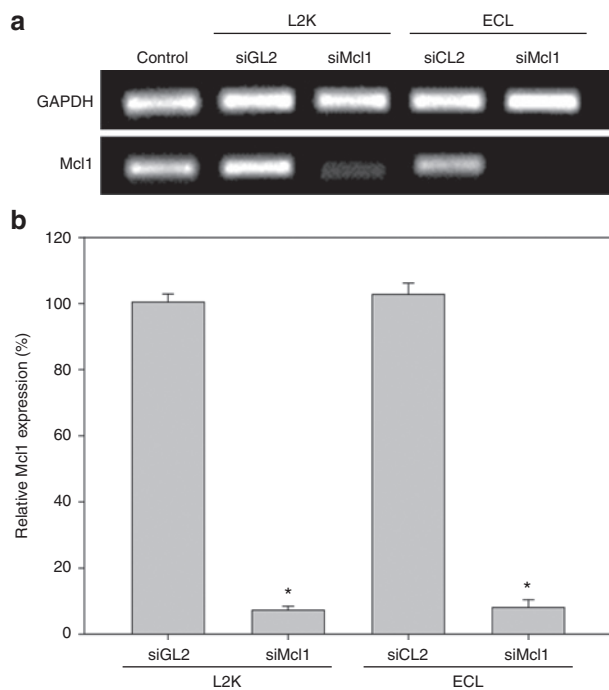 a
L2K ECL
Control siGL2 siMcl1 siCL2 siMcl1
GAPDH
Mcl1
b
120
100
80
60
40
20
0
Relative Mcl1 expression (%)
* *
siGL2 siMcl1 siCL2 siMcl1
L2K ECL